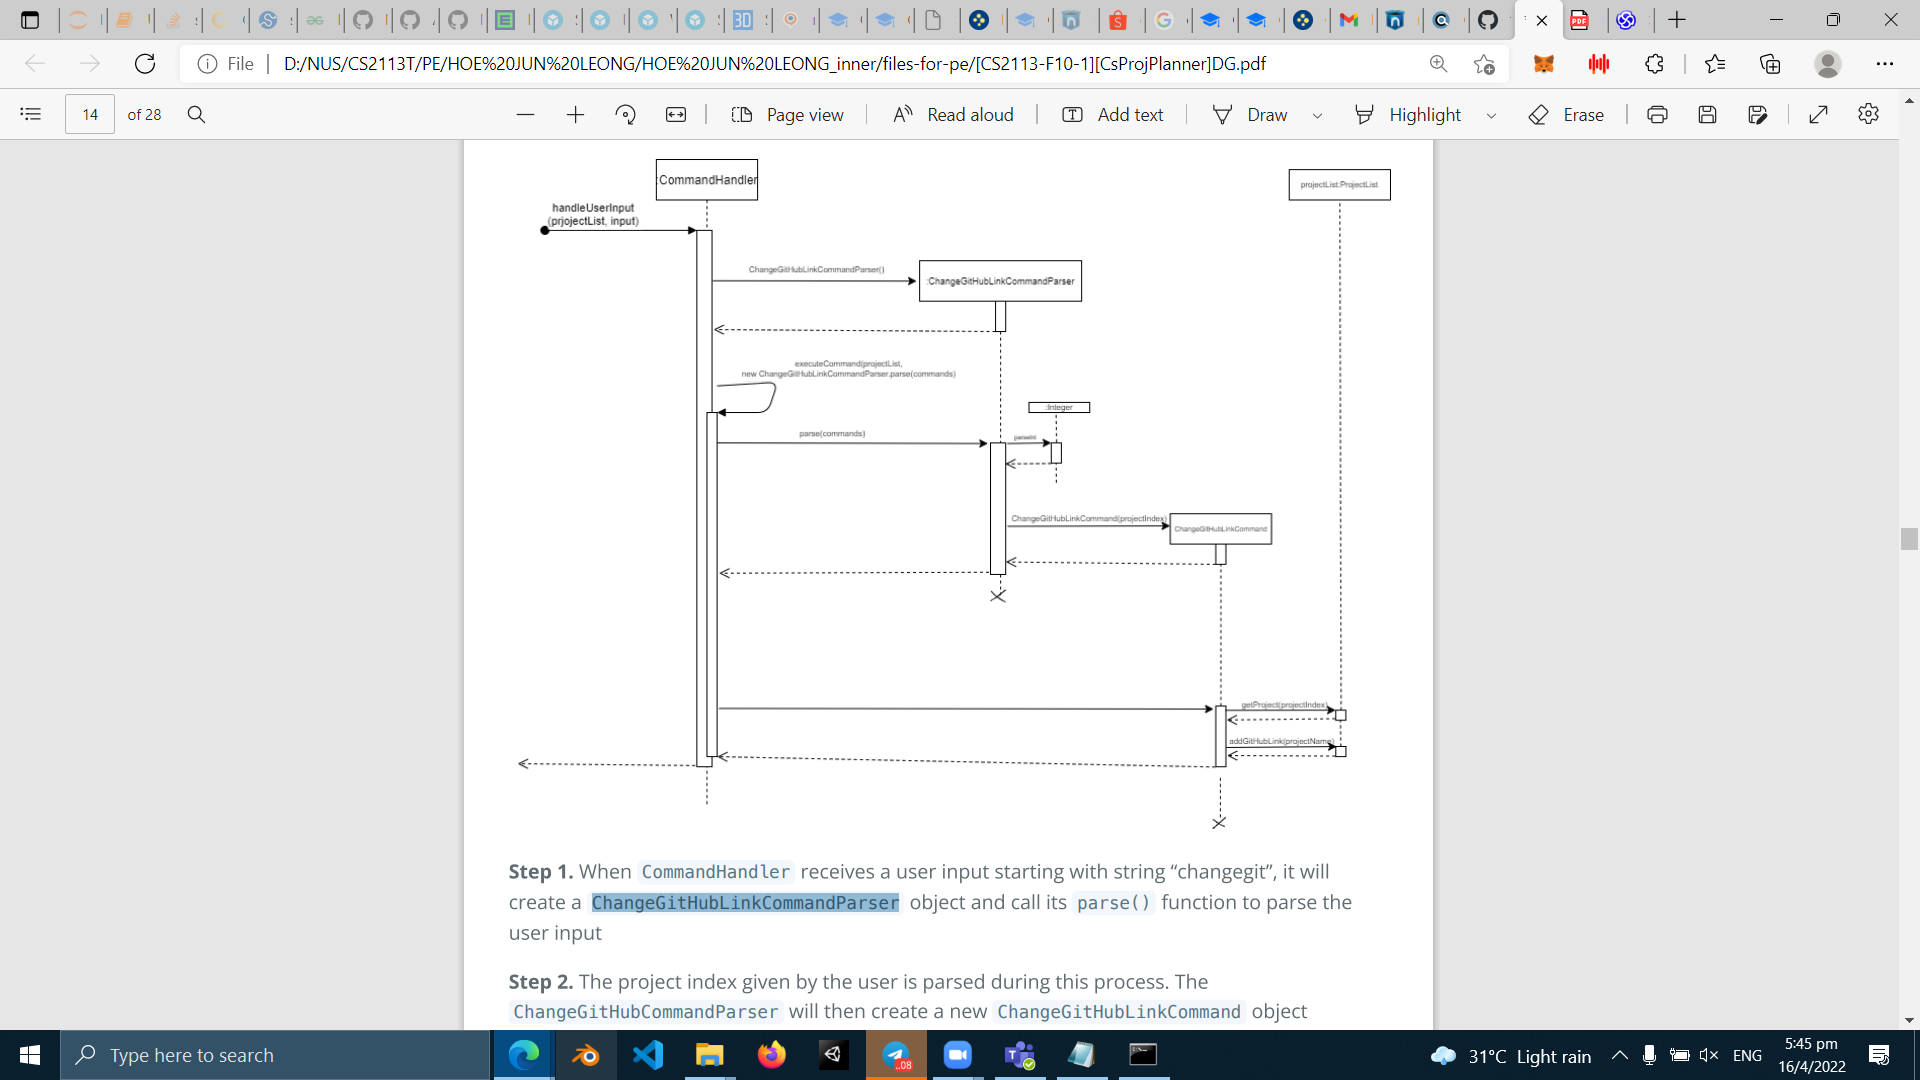 File
D:/NUS/CS2113T/PE/HOE%20JUN%20LEONG/HOE%20JUN%20LEONG_inner/files-for-pe/[CS2113-F10-1][CsProjPlanner]DG.pdf
14
of 28
Page view
Read aloud
Add text
Draw
Highlight
Erase
:CommandHandler
projectList:ProjectList
handleUserInput
(prjojectList, input)
ChangeGitHubLinkCommandParser()
:ChangeGitHubLinkCommandParser
executeCommand(projectList,
new ChangeGitHubLinkCommandParser.parse(commands)
:Integer
parse(commands)
parseInt
ChangeGitHubLinkCommand(projectIndex)
ChangeGitHubLinkCommand
getProject(projectIndex)
addGitHubLink(projectName)
Step 1. When CommandHandler receives a user input starting with string “changegit”, it will
create a ChangeGitHubLinkCommandParser object and call its parse() function to parse the
user input
Step 2. The project index given by the user is parsed during this process. The
ChangeGitHubCommandParser will then create a new ChangeGitHubLinkCommand object
Type here to search
..08
31°C Light rain
ENG
5:45 pm
16/4/2022